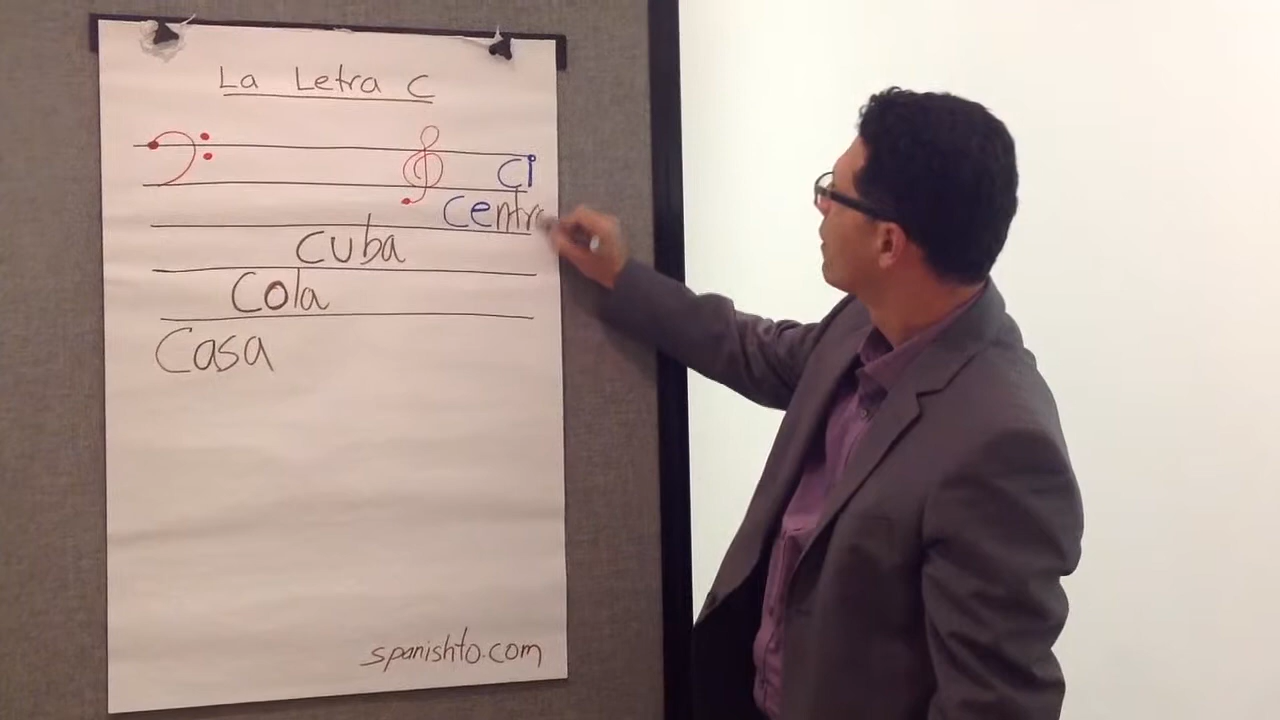 La Letra C
Ci
Centro
Cuba
Cola
Casa
spanishto.com